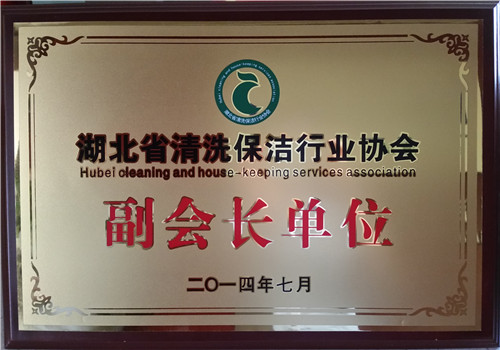 湖北省清洗保洁行业协会
Hubei cleaning and house-keeping services association
副会长单位
二〇一四年七月